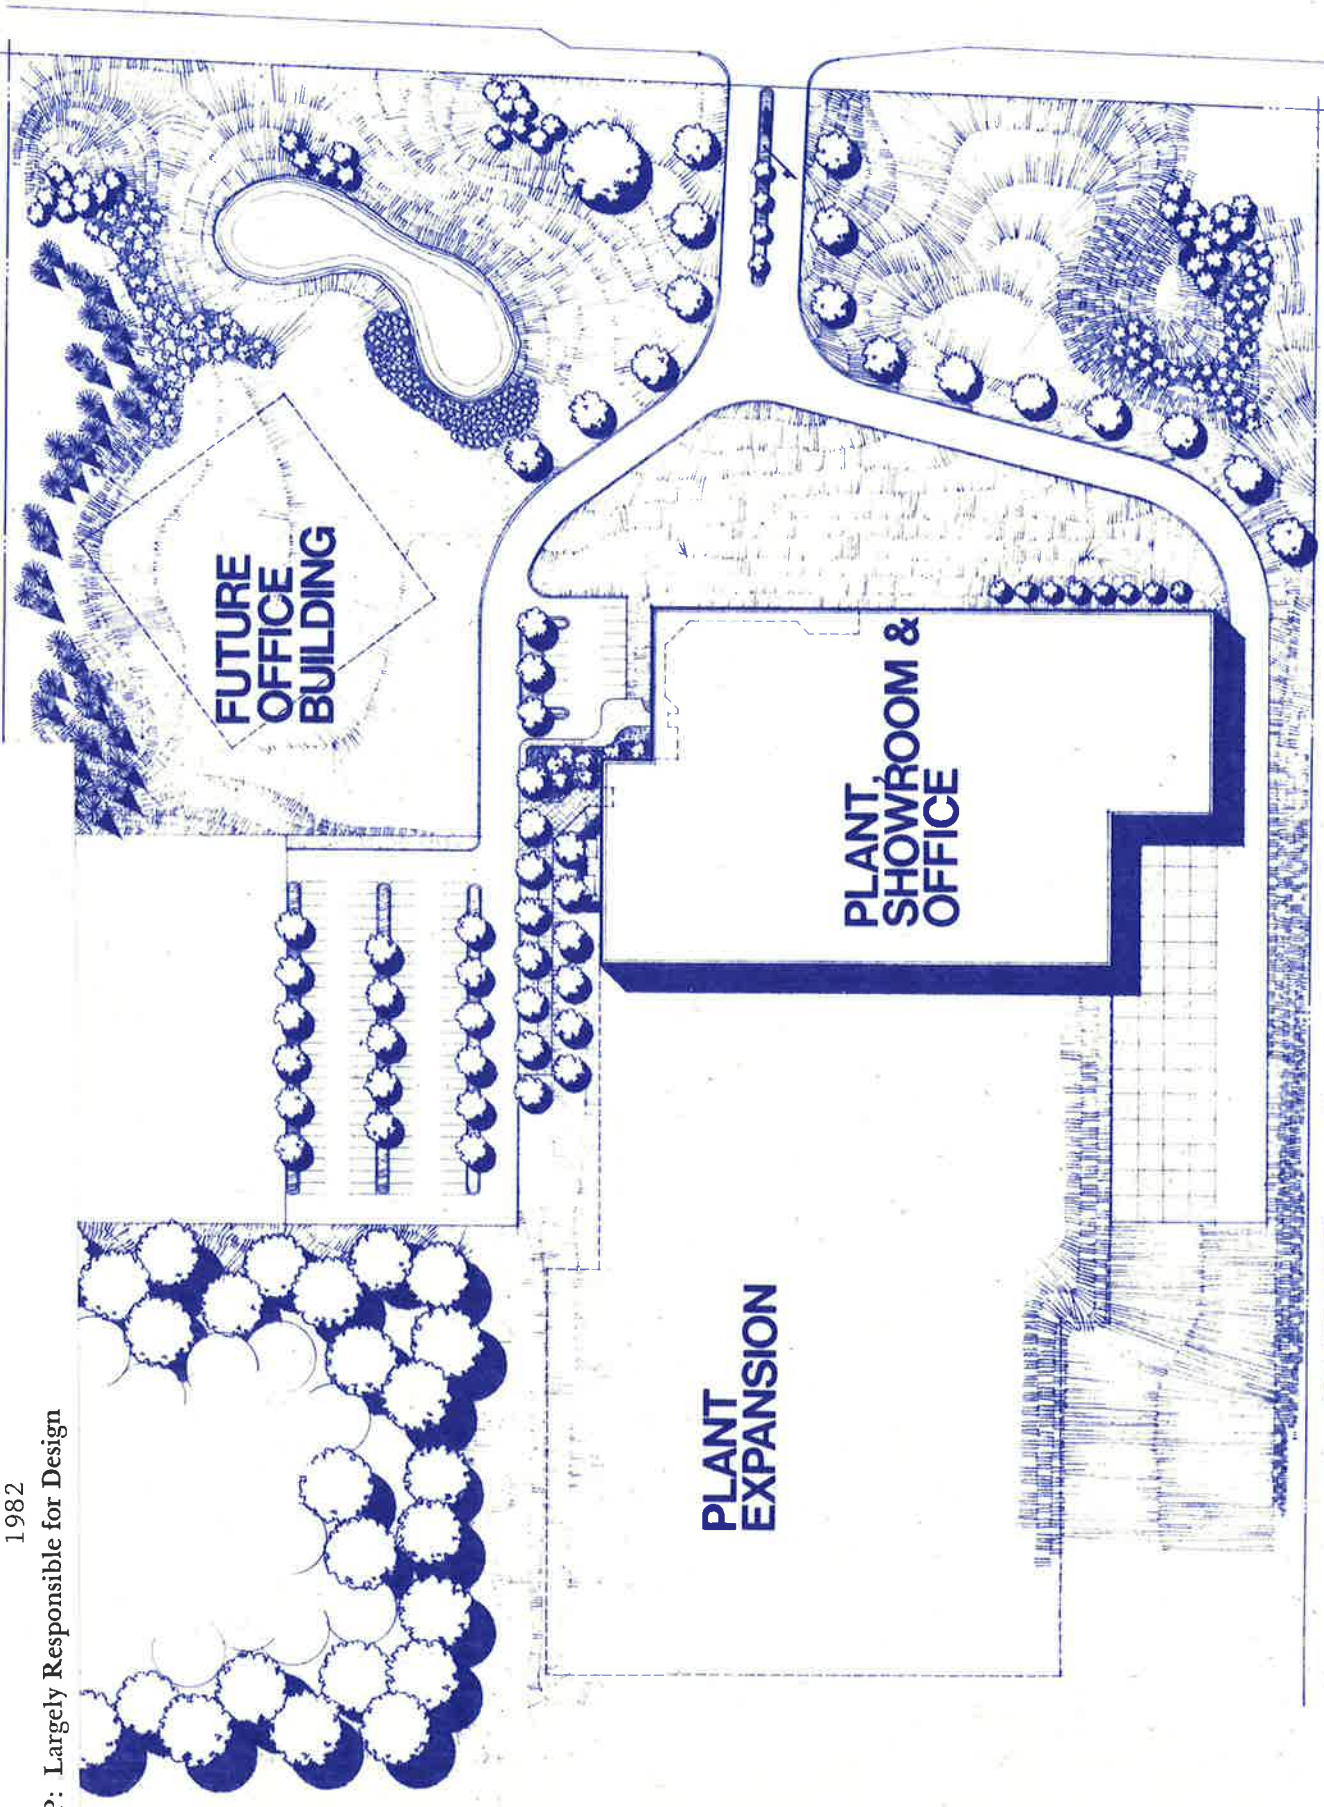 1982
P: Largely Responsible for Design
FUTURE
OFFICE
BUILDING
PLANT,
SHOWROOM &
OFFICE
PLANT
EXPANSION